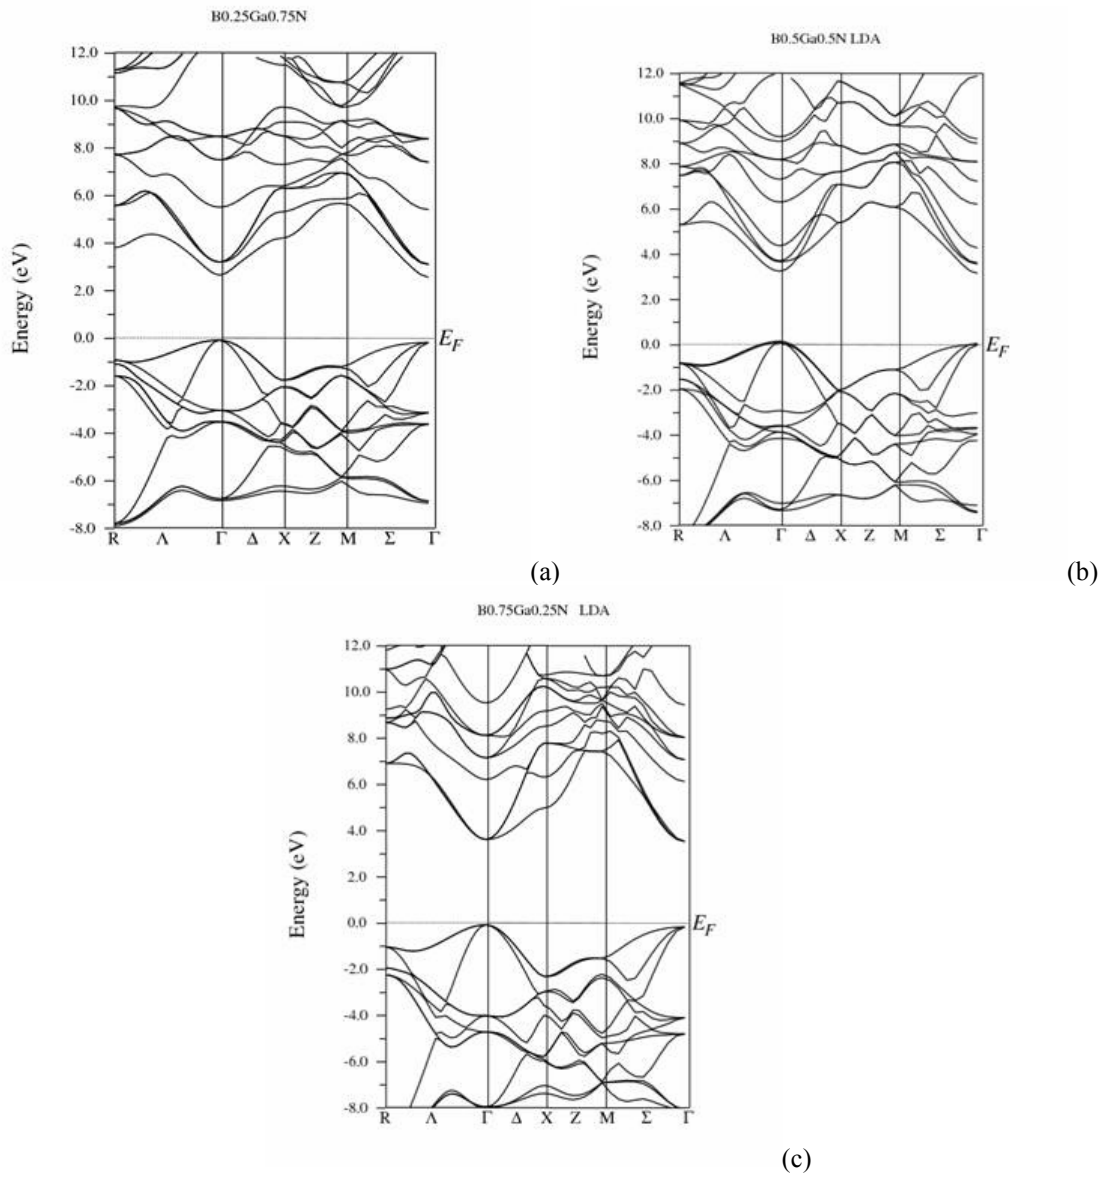 B0.25Ga0.75N
12.0
10.0
8.0
6.0
4.0
2.0
0.0
-2.0
-4.0
-6.0
-8.0
Energy (eV)
E_F
R Λ Γ Δ X Z M Σ Γ
(a)
B0.5Ga0.5N LDA
12.0
10.0
8.0
6.0
4.0
2.0
0.0
-2.0
-4.0
-6.0
-8.0
Energy (eV)
E_F
R Λ Γ Δ X Z M Σ Γ
(b)
B0.75Ga0.25N LDA
12.0
10.0
8.0
6.0
4.0
2.0
0.0
-2.0
-4.0
-6.0
-8.0
Energy (eV)
E_F
R Λ Γ Δ X Z M Σ Γ
(c)